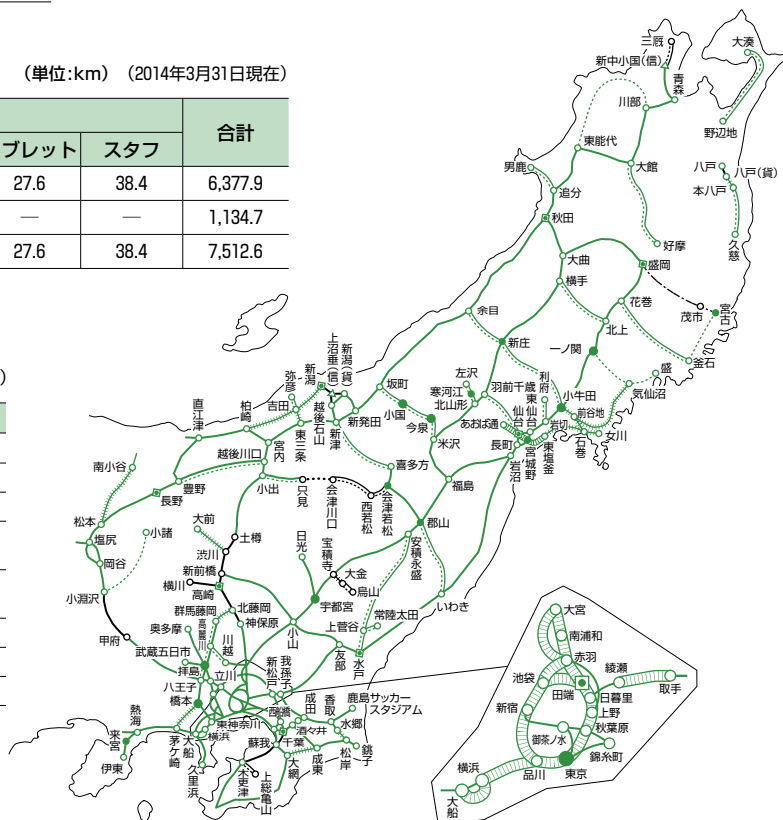 （単位:km）（2014年3月31日現在）
ブレット スタフ 合計
27.6 38.4 6,377.9
— — 1,134.7
27.6 38.4 7,512.6
）
三厩
大湊
新中小国(信)
青森
川部
野辺地
東能代
男鹿
大館
八戸
八戸(貨)
本八戸
追分
秋田
久慈
好摩
大曲
盛岡
横手
花巻
茂市
宮古
余目
北上
新庄
一ノ関
釜石
新潟(貨)
上沼垂(信)
新潟
弥彦
左沢
利府
盛
坂町
寒河江
羽前千歳
東仙台
小牛田
気仙沼
直江津
柏崎
吉田
越後石山
小国
北山形
仙台
前谷地
新発田
今泉
あおば通
岩切
女川
東三条
新津
宮内
米沢
長町
宮城野
東塩釜
石巻
越後川口
岩沼
南小谷
喜多方
豊野
小出
只見
会津川口
西若松
会津若松
福島
長野
松本
大前
土樽
郡山
塩尻
小諸
日光
宝積寺
安積永盛
渋川
大金
岡谷
新前橋
烏山
横川
高崎
小淵沢
宇都宮
いわき
群馬藤岡
北藤岡
常陸太田
甲府
奥多摩
高麗川
川越
神保原
小山
上菅谷
武蔵五日市
友部
水戸
拝島
立川
新松戸
我孫子
八王子
鹿島サッカー
スタジアム
熱海
橋本
西船橋
成田
香取
来宮
東神奈川
酒々井
水郷
茅ケ崎
大船
横浜
蘇我
千葉
成東
松岸
銚子
伊東
久里浜
大網
木更津
上総亀山
大宮
南浦和
赤羽
綾瀬
池袋
田端
取手
日暮里
新宿
上野
秋葉原
御茶ノ水
錦糸町
横浜
品川
東京
大船